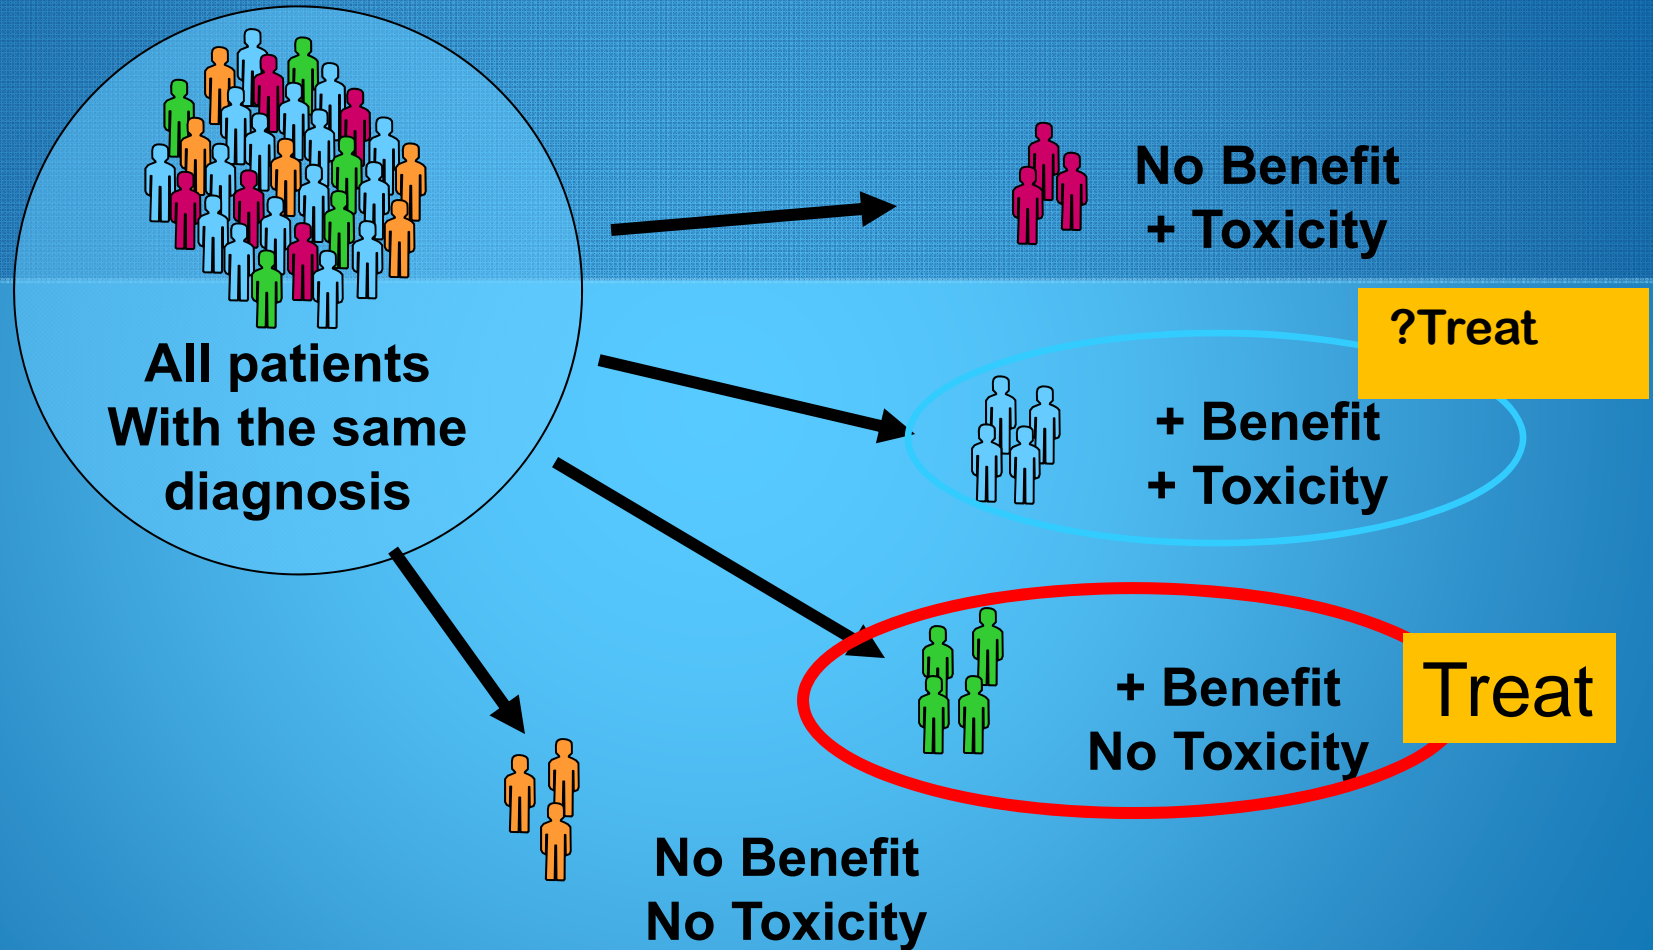 No Benefit
+ Toxicity
?Treat
All patients
With the same
diagnosis
+ Benefit
+ Toxicity
+ Benefit
No Toxicity
Treat
No Benefit
No Toxicity